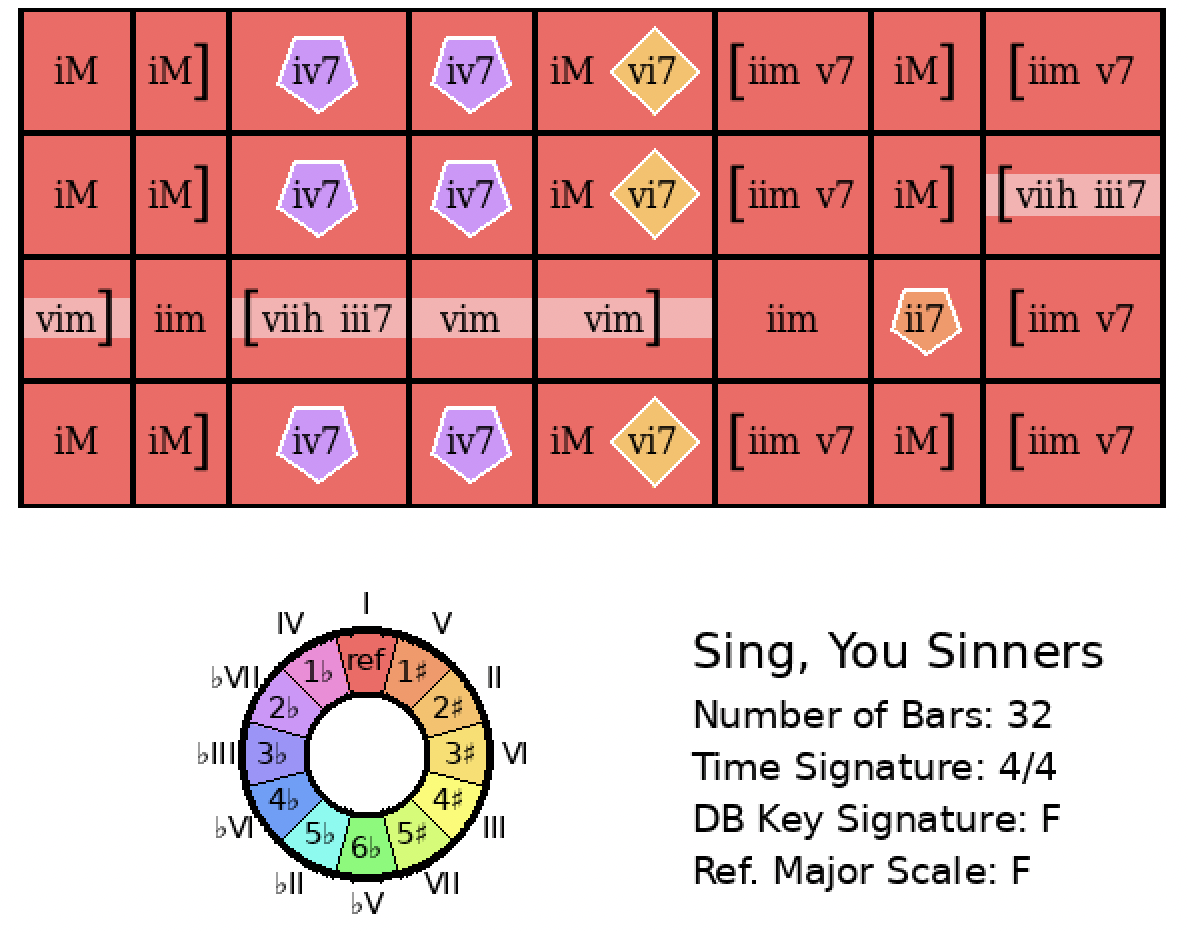 iM iM] iv7 iv7 iM vi7 [iim v7 iM] [iim v7
iM iM] iv7 iv7 iM vi7 [iim v7 iM] [viih iii7
vim] iim [viih iii7 vim vim] iim ii7 [iim v7
iM iM] iv7 iv7 iM vi7 [iim v7 iM] [iim v7
I
IV V
♭VII II
♭III VI
♭VI III
♭II VII
♭V
ref
1♭ 1♯
2♭ 2♯
3♭ 3♯
4♭ 4♯
5♭ 5♯
6♭
Sing, You Sinners
Number of Bars: 32
Time Signature: 4/4
DB Key Signature: F
Ref. Major Scale: F